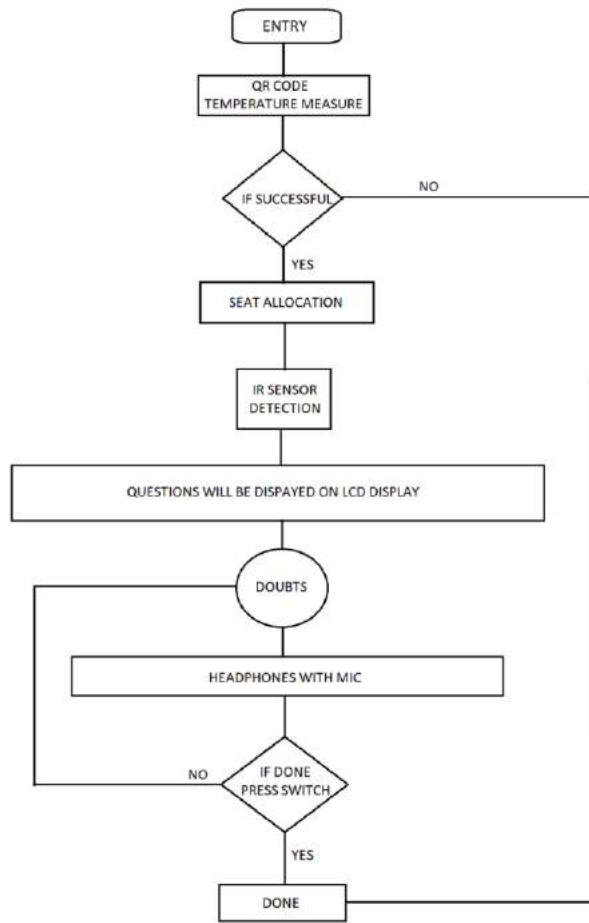 ENTRY
QR CODE
TEMPERATURE MEASURE
IF SUCCESSFUL
NO
YES
SEAT ALLOCATION
IR SENSOR
DETECTION
QUESTIONS WILL BE DISPAYED ON LCD DISPLAY
DOUBTS
HEADPHONES WITH MIC
NO
IF DONE
PRESS SWITCH
YES
DONE